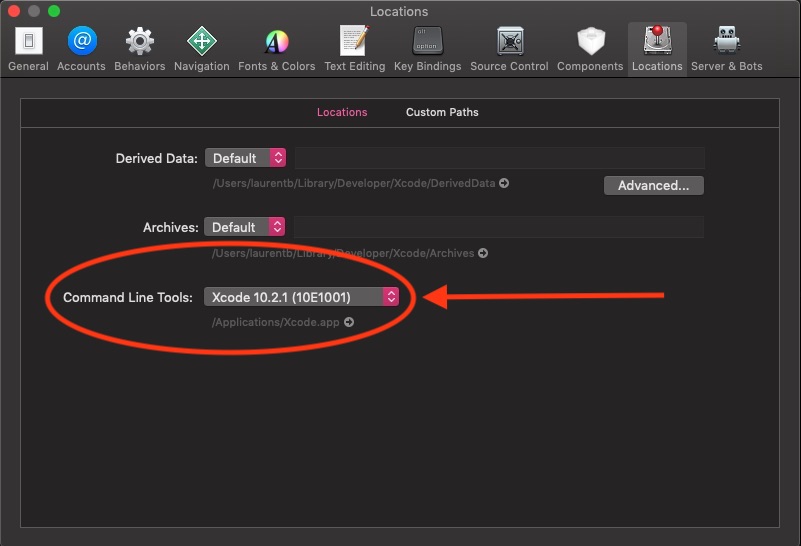 Locations
alt
option
General Accounts Behaviors Navigation Fonts & Colors Text Editing Key Bindings Source Control Components Locations Server & Bots
Locations Custom Paths
Derived Data: Default
/Users/laurentb/Library/Developer/Xcode/DerivedData
Advanced...
Archives: Default
/Users/laurentb/Library/Developer/Xcode/Archives
Command Line Tools: Xcode 10.2.1 (10E1001)
/Applications/Xcode.app